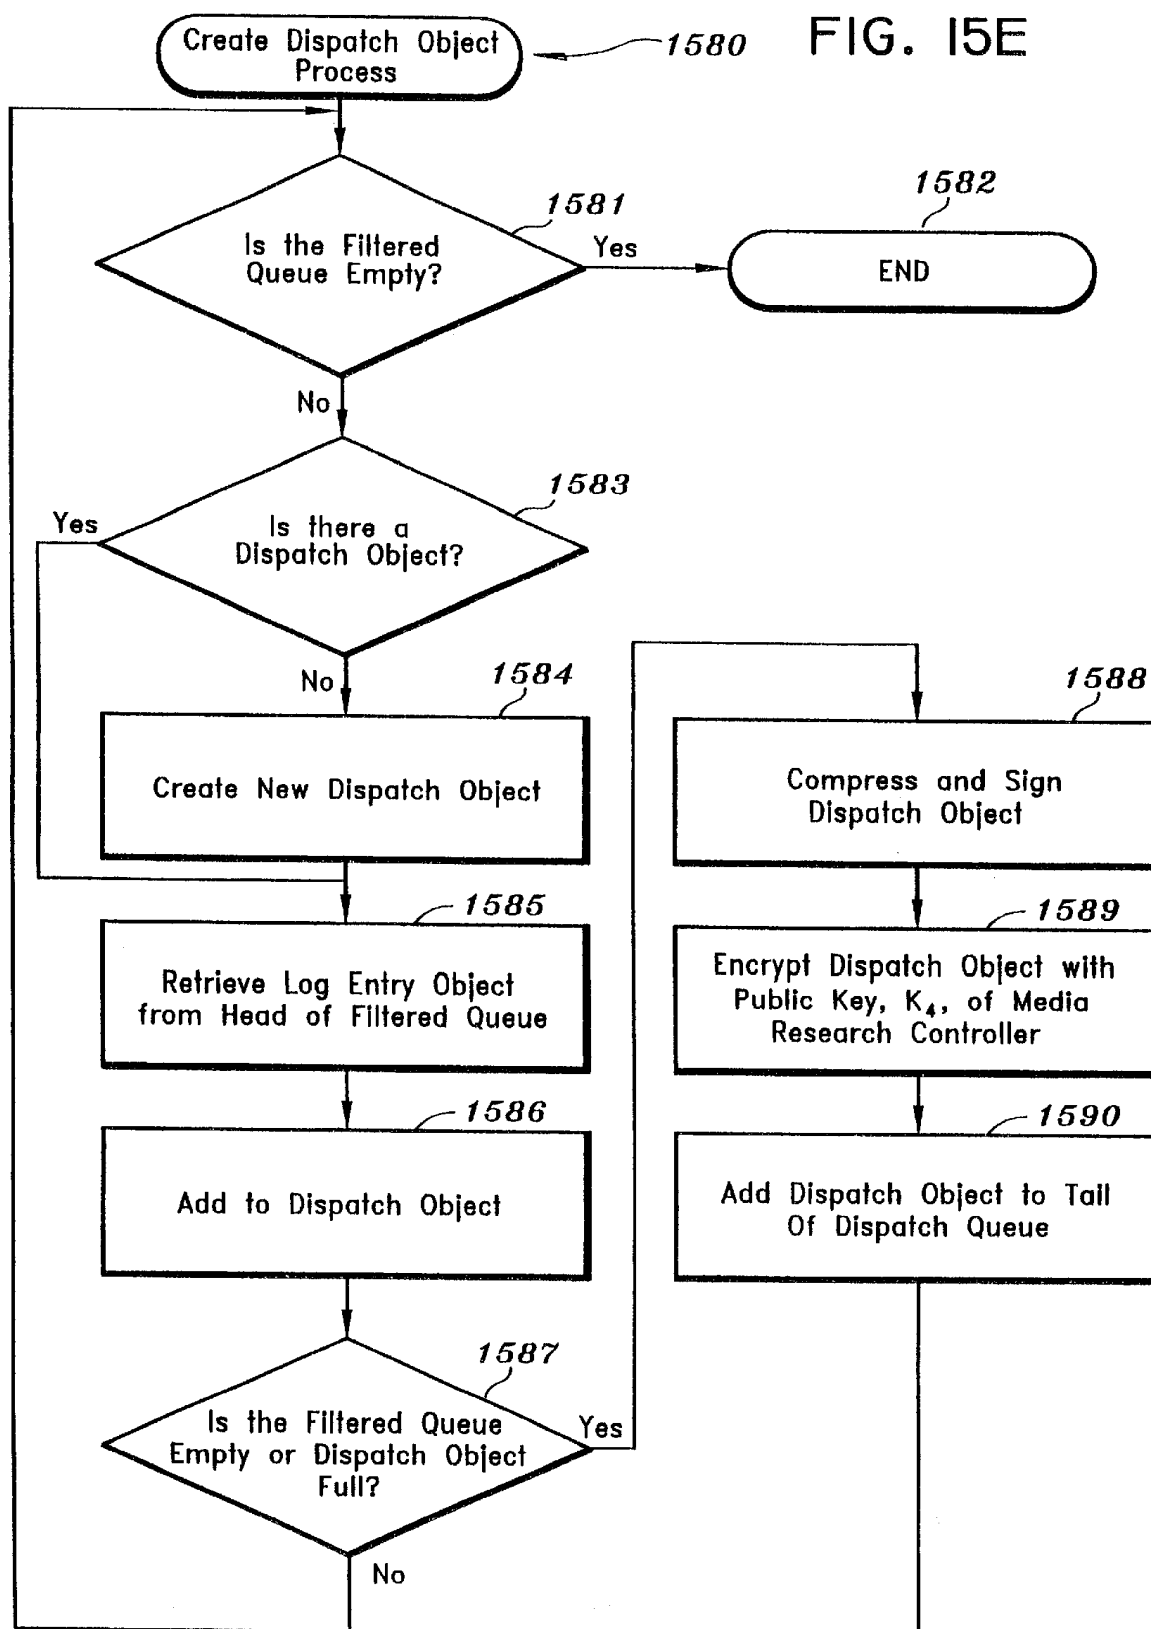 FIG. 15E
Create Dispatch Object
Process
1580
1581
Is the Filtered
Queue Empty?
Yes
1582
END
No
1583
Yes
Is there a
Dispatch Object?
No
1584
Create New Dispatch Object
1585
Retrieve Log Entry Object
from Head of Filtered Queue
1586
Add to Dispatch Object
1587
Is the Filtered Queue
Empty or Dispatch Object
Full?
Yes
No
1588
Compress and Sign
Dispatch Object
1589
Encrypt Dispatch Object with
Public Key, K₄, of Media
Research Controller
1590
Add Dispatch Object to Tail
Of Dispatch Queue